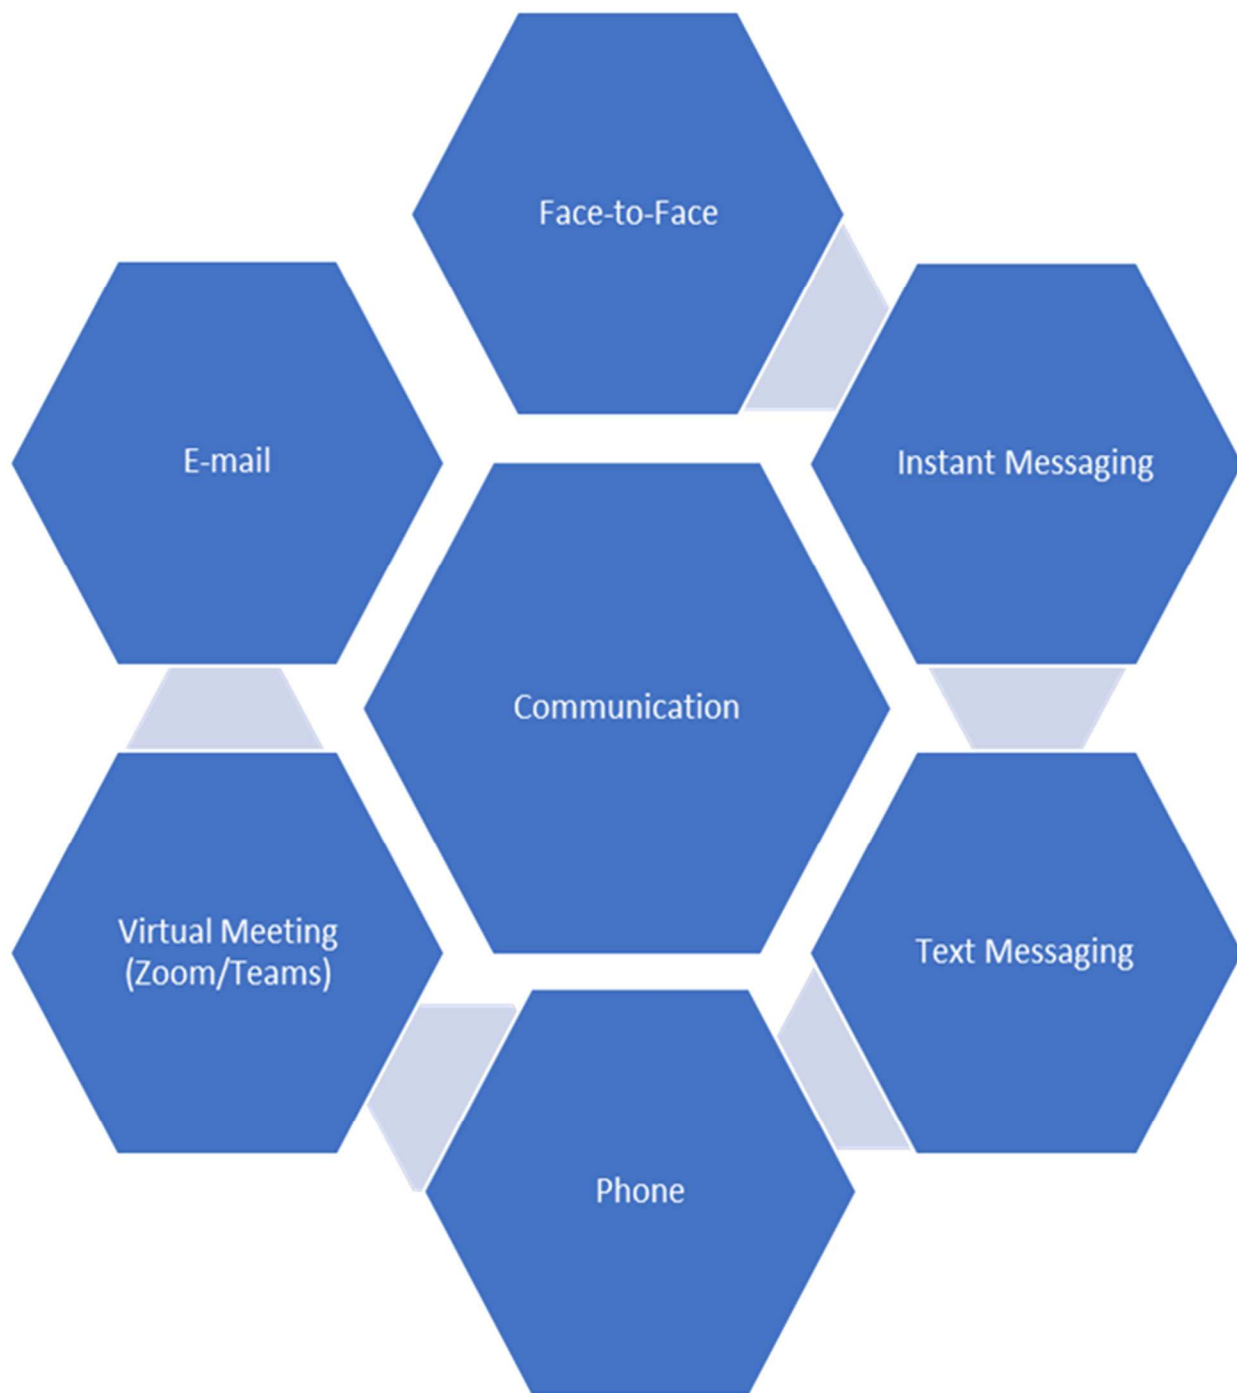 Face-to-Face
E-mail
Instant Messaging
Communication
Virtual Meeting
(Zoom/Teams)
Text Messaging
Phone